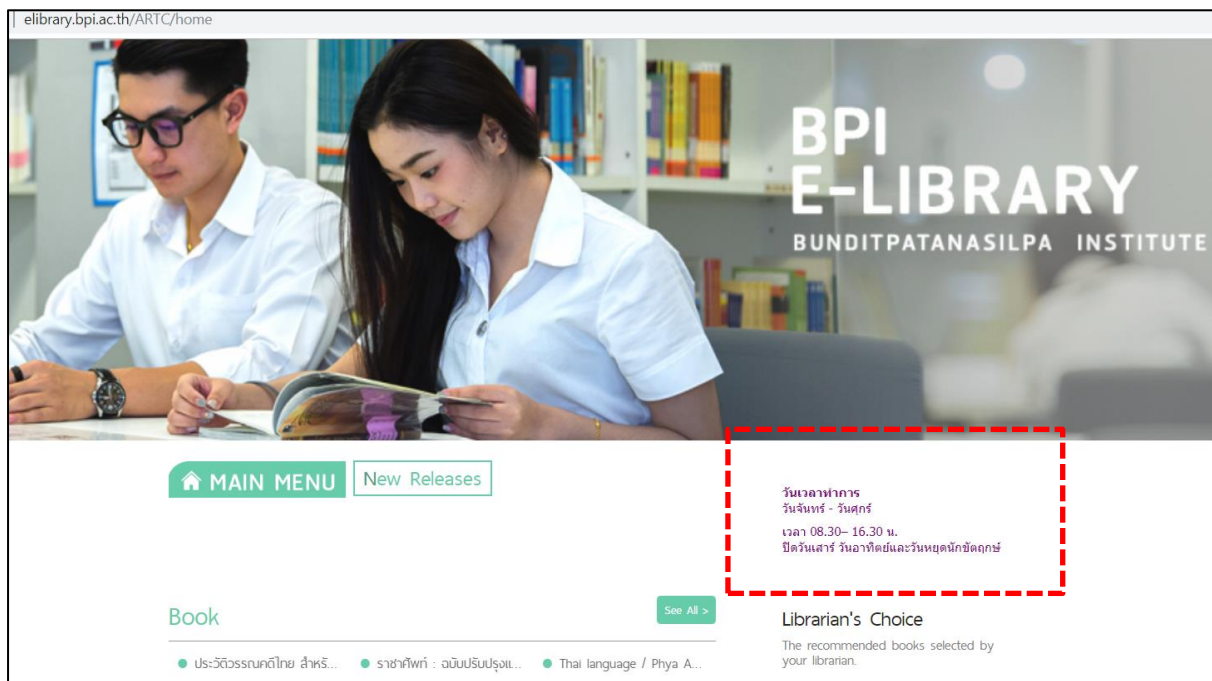 elibrary.bpi.ac.th/ARTC/home
BPI
E-LIBRARY
BUNDITPATANASILPA INSTITUTE
MAIN MENU
New Releases
วันเวลาทำการ
วันจันทร์ - วันศุกร์
เวลา 08.30– 16.30 น.
ปิดวันเสาร์ วันอาทิตย์และวันหยุดนักขัตฤกษ์
Book
See All >
ประวัติวรรณคดีไทย สำหรั...
ราชาศัพท์ : ฉบับปรับปรุงแ...
Thai language / Phya A...
Librarian's Choice
The recommended books selected by
your librarian.